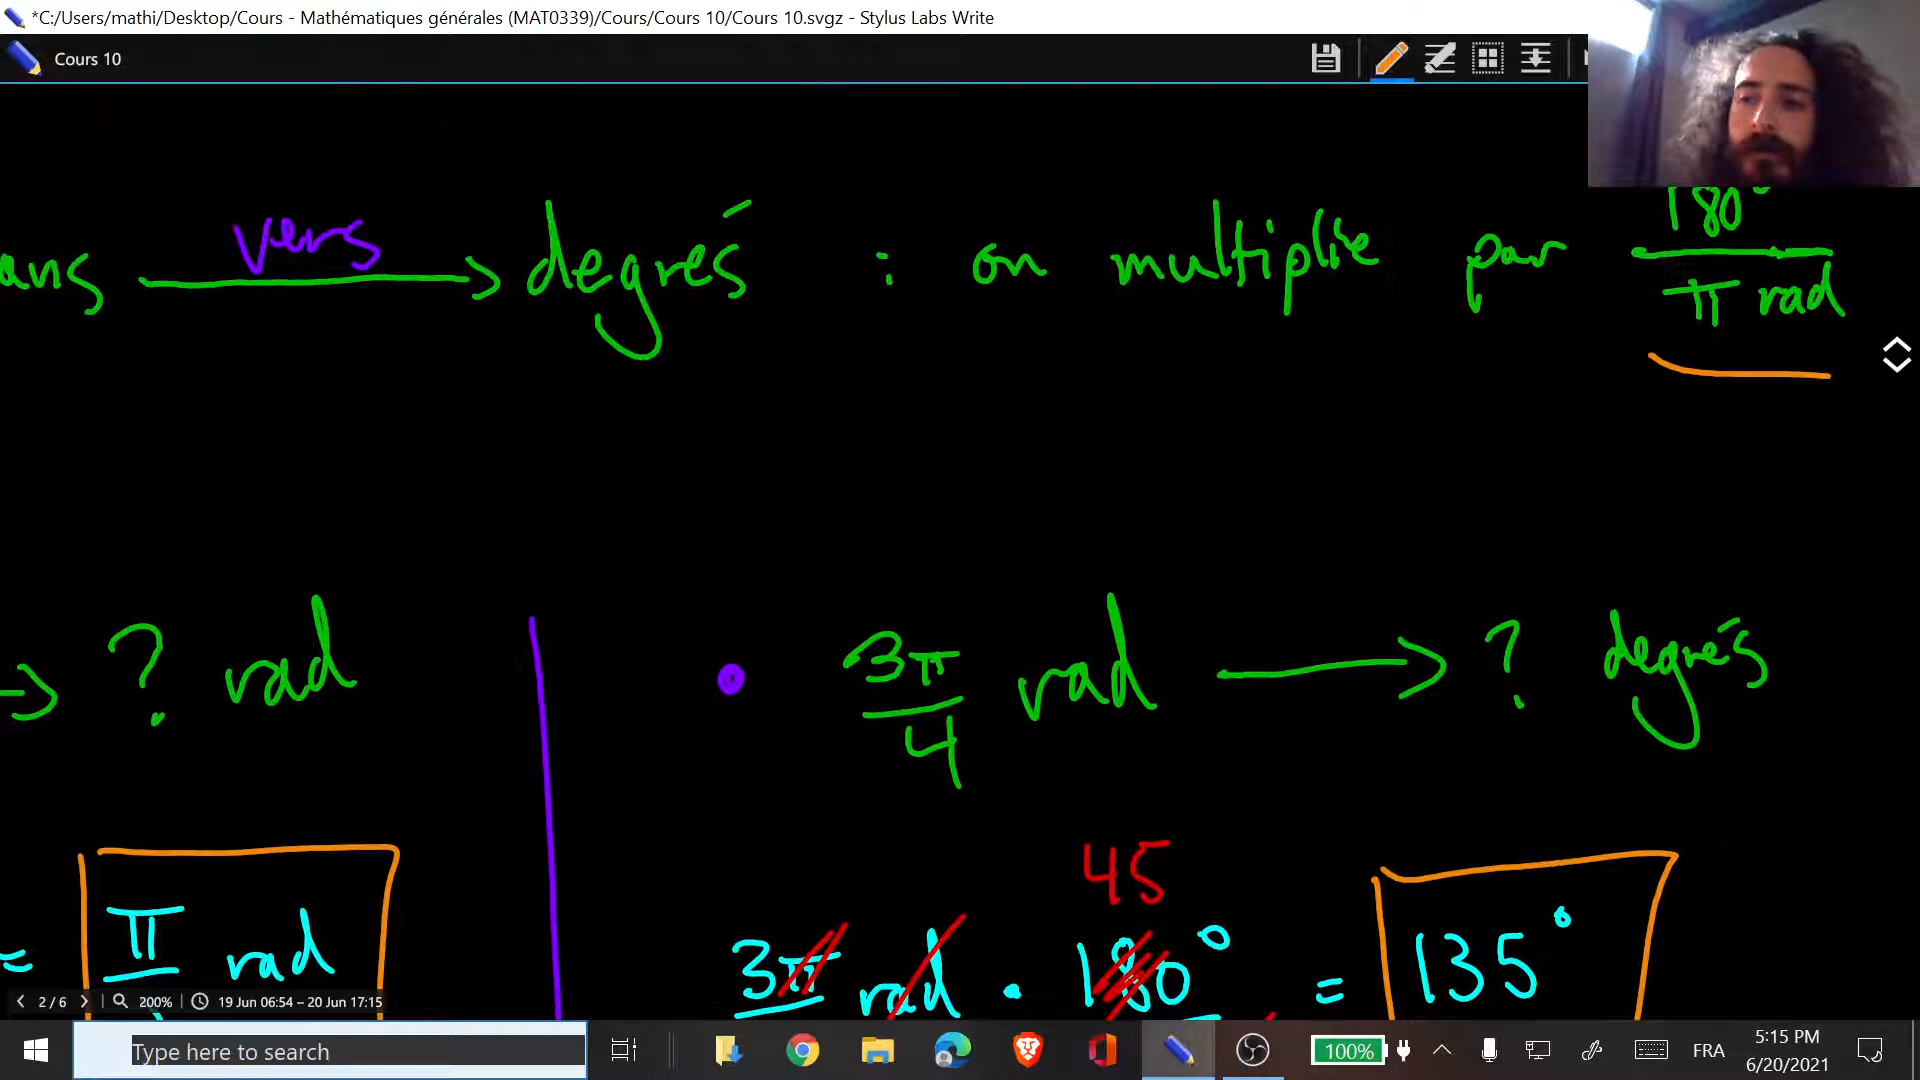 *C:/Users/mathi/Desktop/Cours - Mathématiques générales (MAT0339)/Cours/Cours 10/Cours 10.svgz - Stylus Labs Write
Cours 10
ans vers degrés : on multiplie par 180° / π rad
? rad
3π/4 rad → ? degrés
45
= π rad
3π rad · 180° = 135°
2/6
200%
19 Jun 06:54 – 20 Jun 17:15
Type here to search
100%
FRA
5:15 PM
6/20/2021